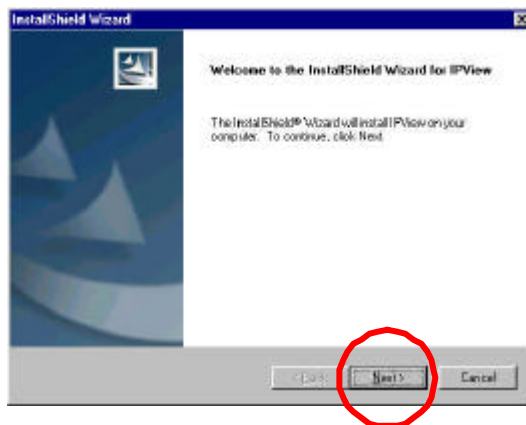 InstallShield Wizard
Welcome to the InstallShield Wizard for IPView
The InstallShield® Wizard will install IPView on your
computer. To continue, click Next
< Back
Next >
Cancel